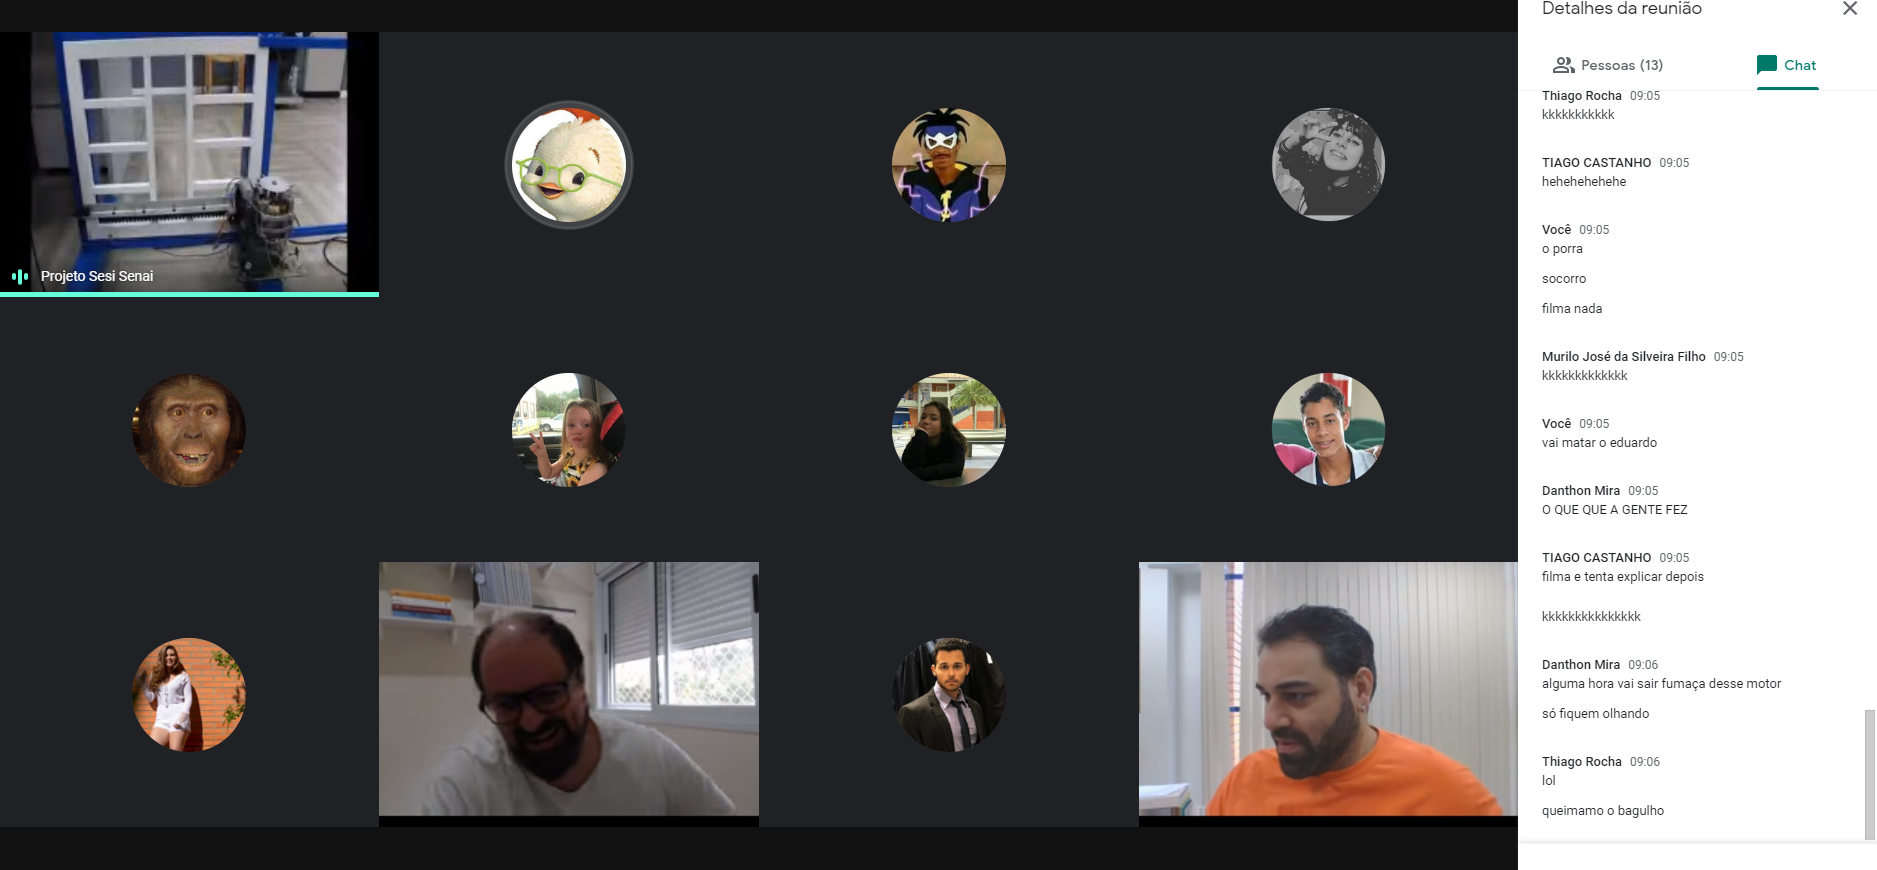 Projeto Sesi Senai
Detalhes da reunião
Pessoas (13)
Chat
Thiago Rocha 09:05
kkkkkkkkkkk
TIAGO CASTANHO 09:05
hehehehehehe
Você 09:05
o porra
socorro
filma nada
Murilo José da Silveira Filho 09:05
kkkkkkkkkkkkk
Você 09:05
vai matar o eduardo
Danthon Mira 09:05
O QUE QUE A GENTE FEZ
TIAGO CASTANHO 09:05
filma e tenta explicar depois
kkkkkkkkkkkkkkk
Danthon Mira 09:06
alguma hora vai sair fumaça desse motor
só fiquem olhando
Thiago Rocha 09:06
lol
queimamo o bagulho